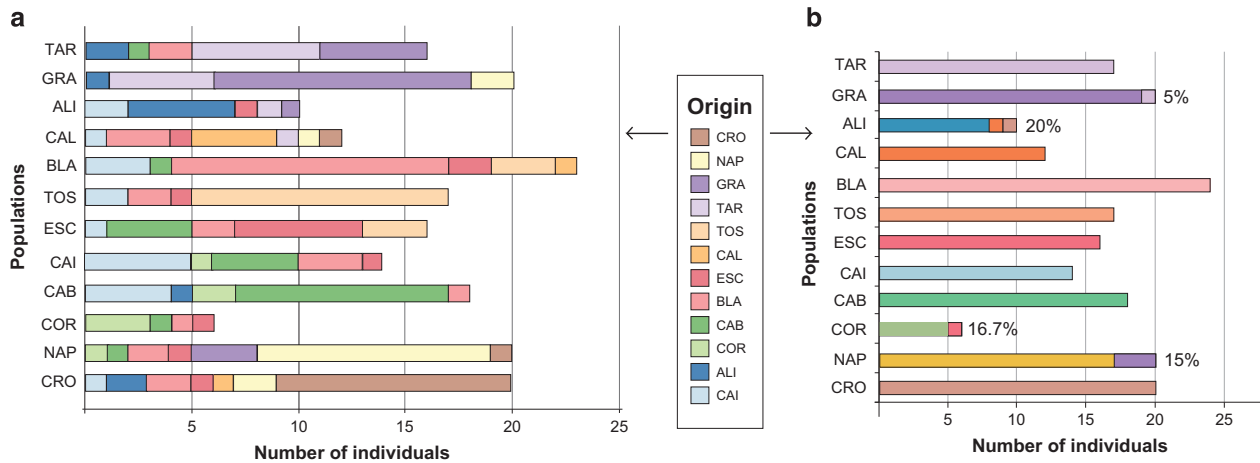 a
Populations
TAR
GRA
ALI
CAL
BLA
TOS
ESC
CAI
CAB
COR
NAP
CRO
5
10
15
20
25
Number of individuals
Origin
CRO
NAP
GRA
TAR
TOS
CAL
ESC
BLA
CAB
COR
ALI
CAI
b
Populations
TAR
GRA
5%
ALI
20%
CAL
BLA
TOS
ESC
CAI
CAB
COR
16.7%
NAP
15%
CRO
5
10
15
20
25
Number of individuals